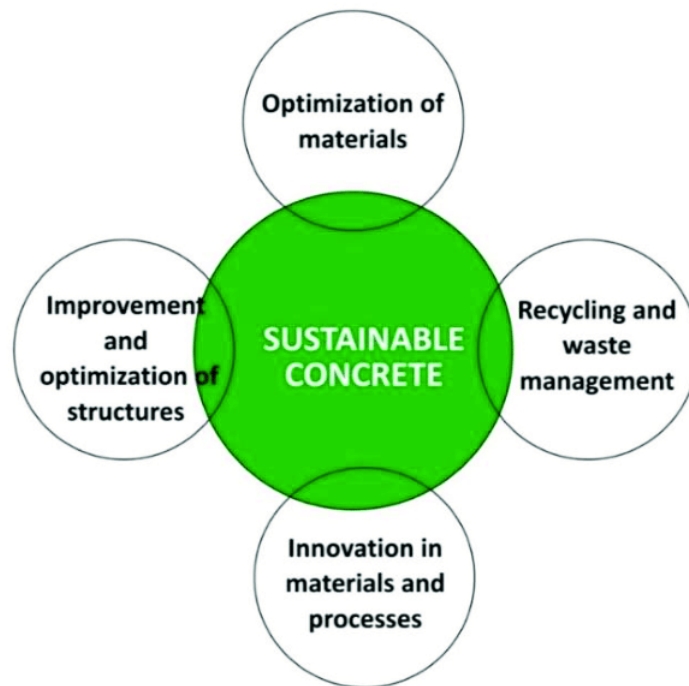 Optimization of
materials
Improvement
and
optimization of
structures
SUSTAINABLE
CONCRETE
Recycling and
waste
management
Innovation in
materials and
processes